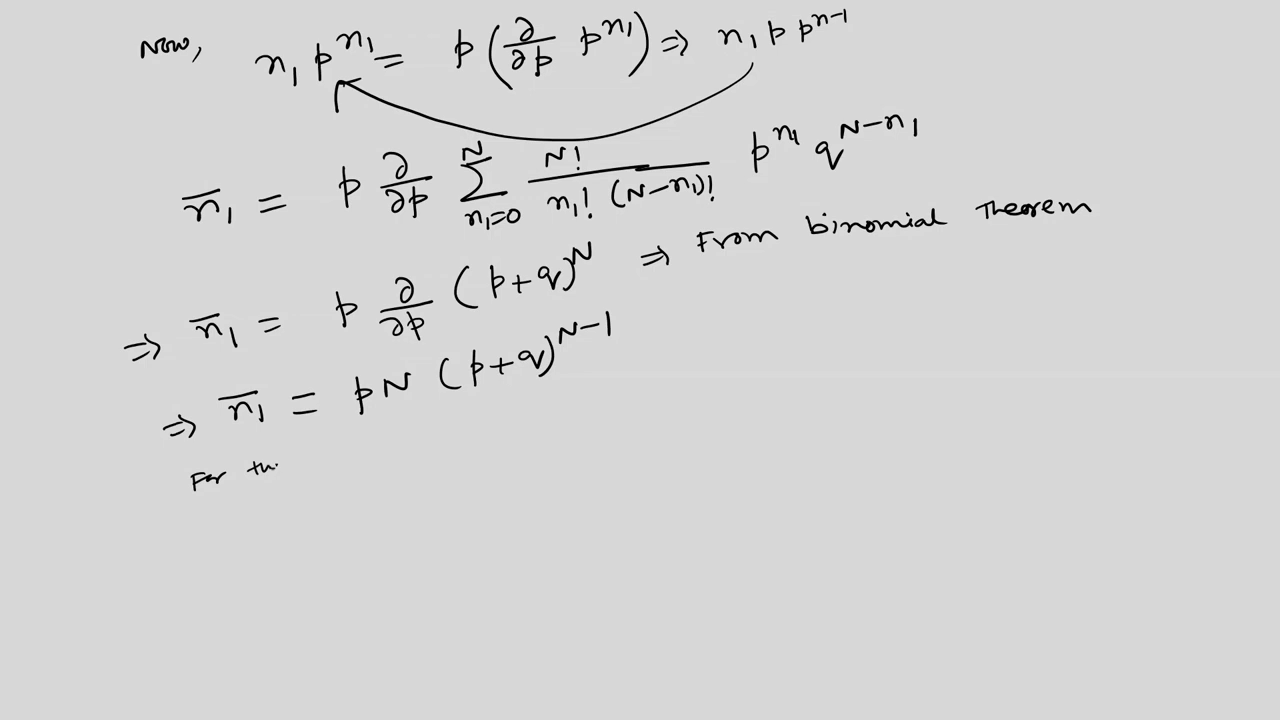 Now, n₁ p^{n₁} = p (∂/∂p p^{n₁}) ⇒ n₁ p p^{n-1}
n̄₁ = p ∂/∂p Σ_{n₁=0}^{N} N!/(n₁! (N-n₁)!) p^{n₁} q^{N-n₁}
⇒ n̄₁ = p ∂/∂p (p+q)^N ⇒ From binomial Theorem
⇒ n̄₁ = pN (p+q)^{N-1}
For th